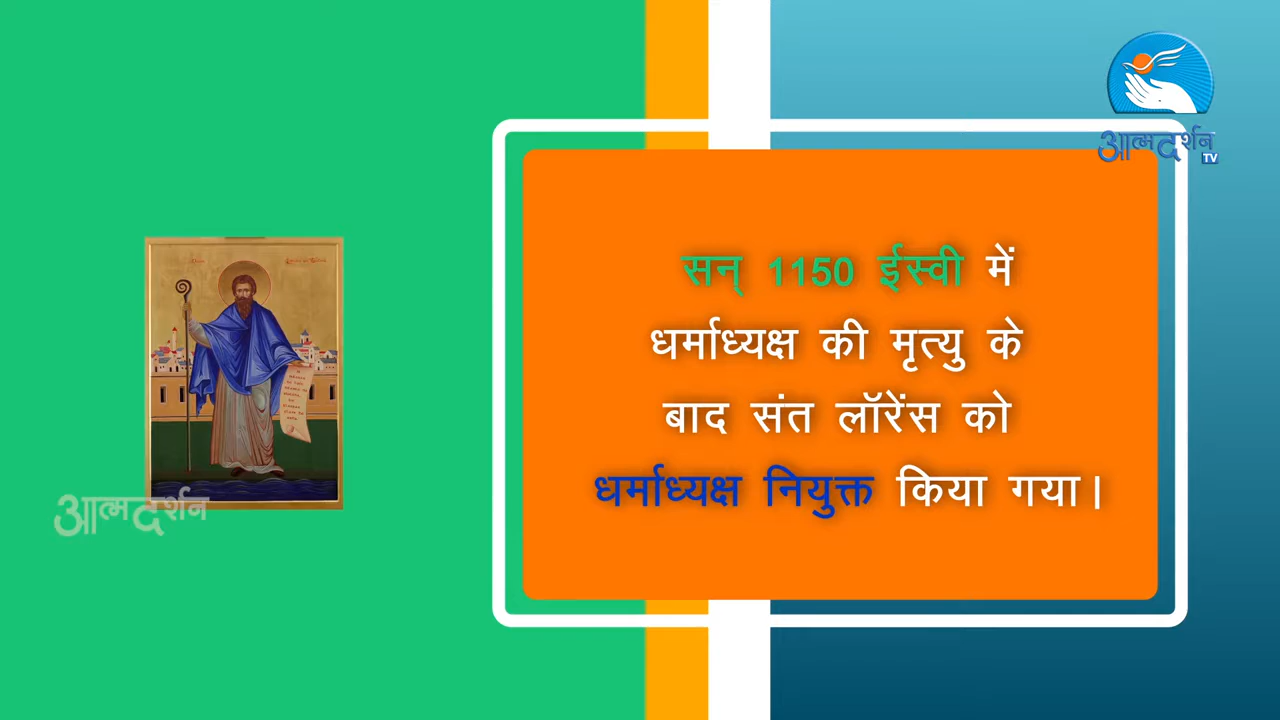 आत्मदर्शन
TV
सन् 1150 ईस्वी में
धर्माध्यक्ष की मृत्यु के
बाद संत लॉरेंस को
धर्माध्यक्ष नियुक्त किया गया।
आत्मदर्शन